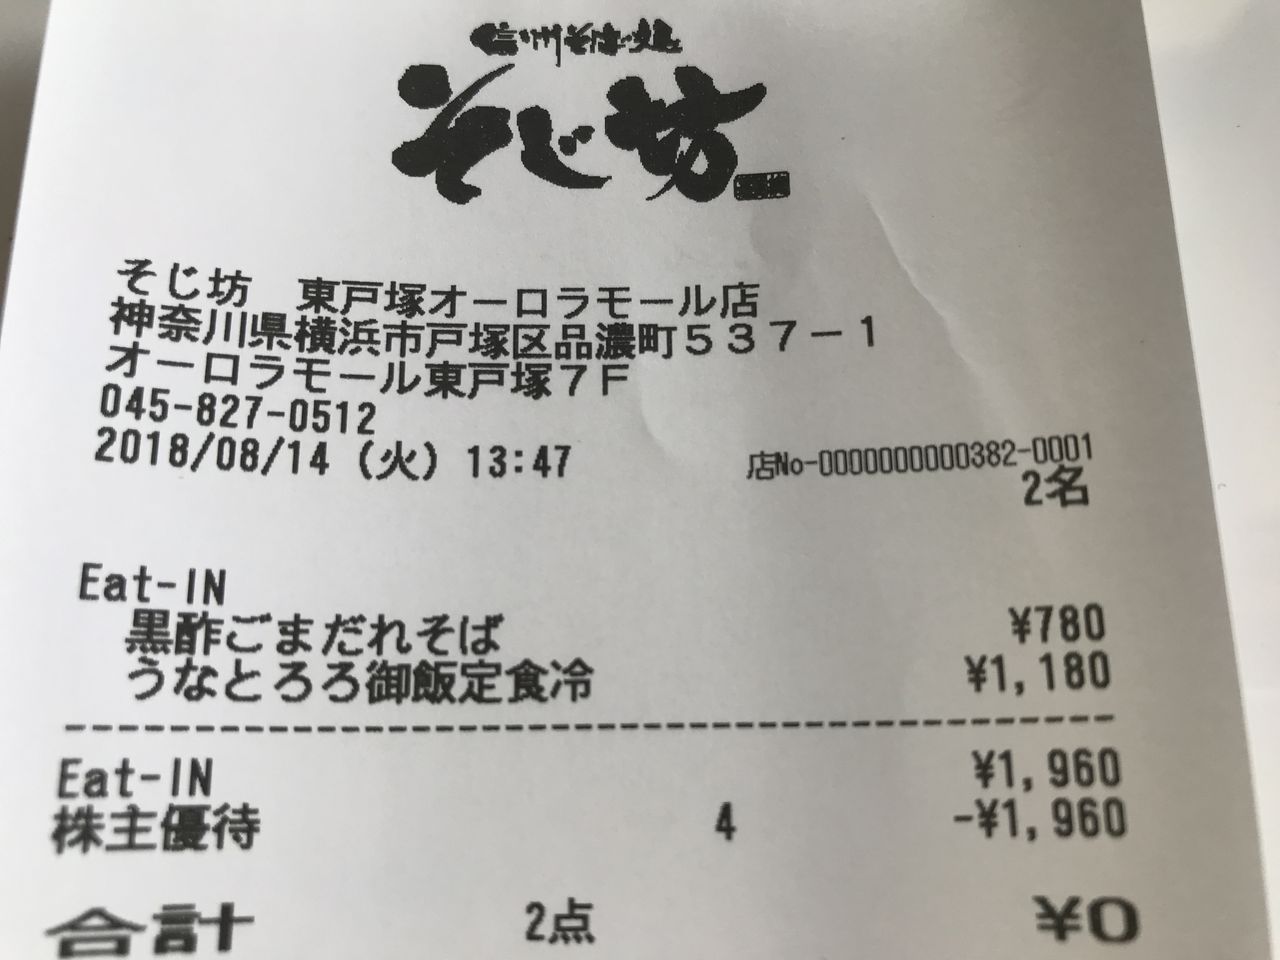 信州そば処
そじ坊
そじ坊　東戸塚オーロラモール店
神奈川県横浜市戸塚区品濃町５３７－１
オーロラモール東戸塚７Ｆ
045-827-0512
2018/08/14 (火) 13:47
店No-0000000000382-0001
2名
Eat-IN
黒酢ごまだれそば ¥780
うなとろろ御飯定食冷 ¥1,180
Eat-IN ¥1,960
株主優待 4 -¥1,960
合計 2点 ¥0